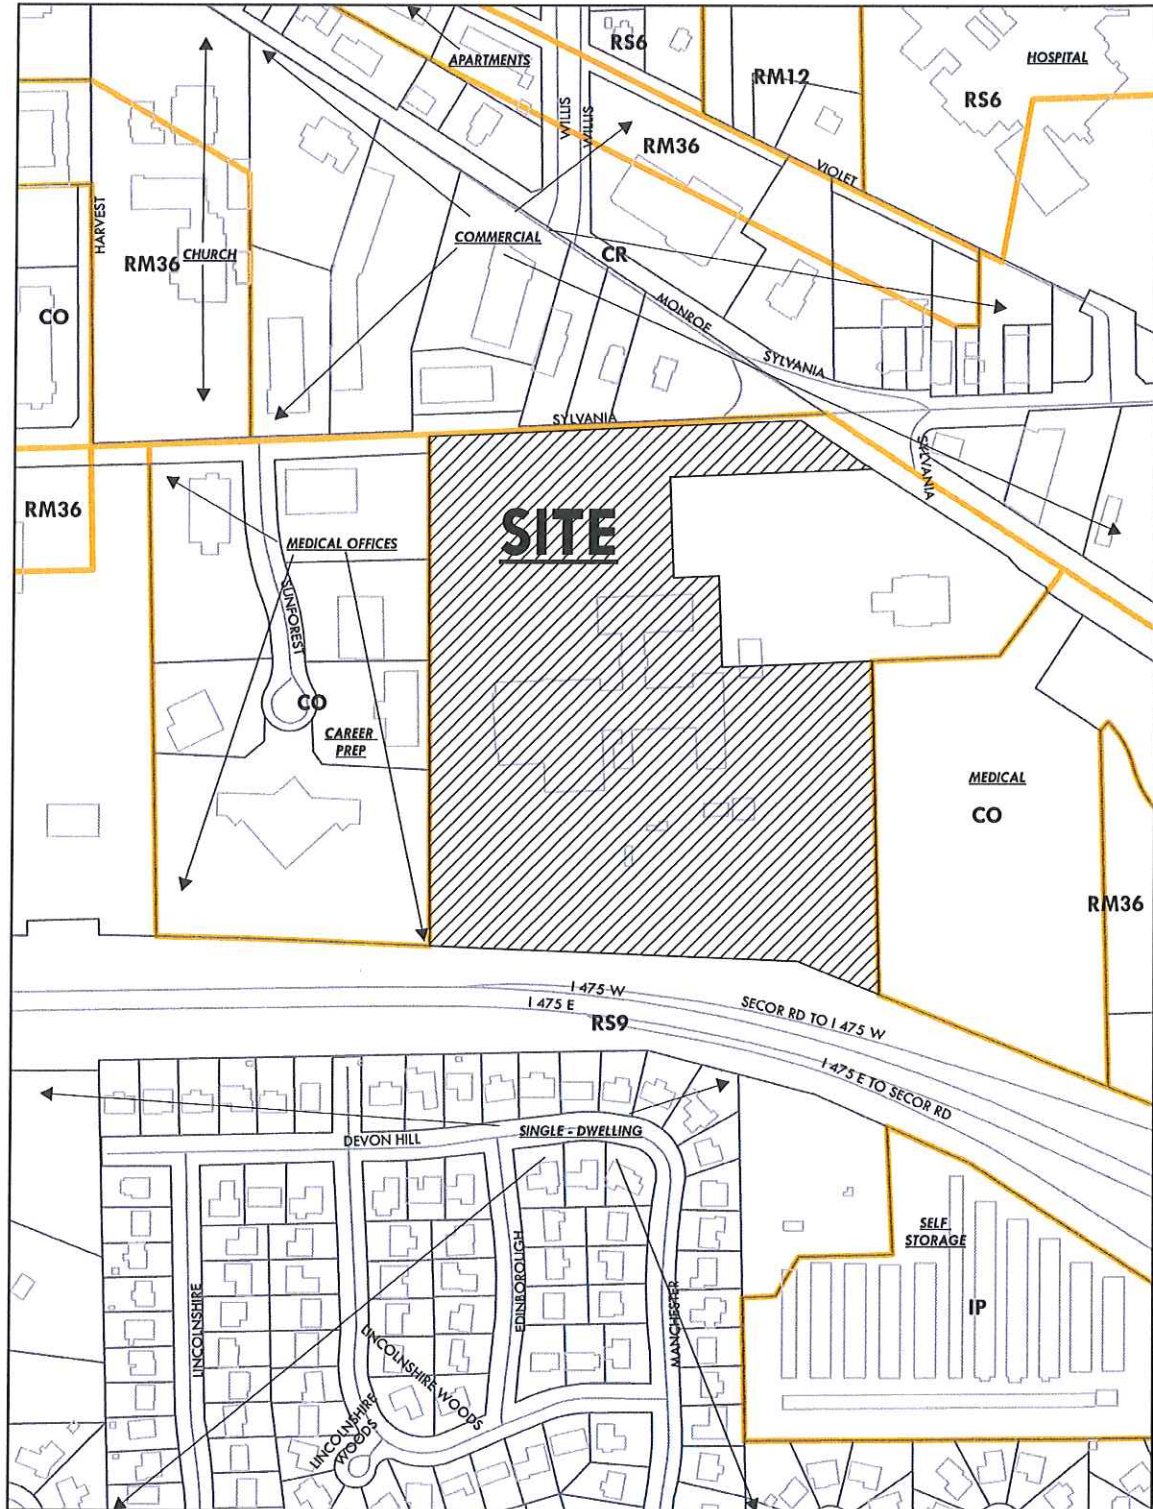 RS6
APARTMENTS
HOSPITAL
RM12
RS6
WILLIS
WILLIS
RM36
VIOLET
HARVEST
COMMERCIAL
CHURCH
RM36
CR
CO
MONROE
SYLVANIA
SYLVANIA
SYLVANIA
RM36
SITE
MEDICAL OFFICES
SUNFOREST
CO
CAREER
PREP
MEDICAL
CO
RM36
I 475 W
I 475 E
SECOR RD TO I 475 W
RS9
I 475 E TO SECOR RD
SINGLE - DWELLING
DEVON HILL
SELF
STORAGE
LINCOLNSHIRE
EDINBOROUGH
MANCHESTER
IP
LINCOLNSHIRE WOODS
LINCOLNSHIRE
WOODS